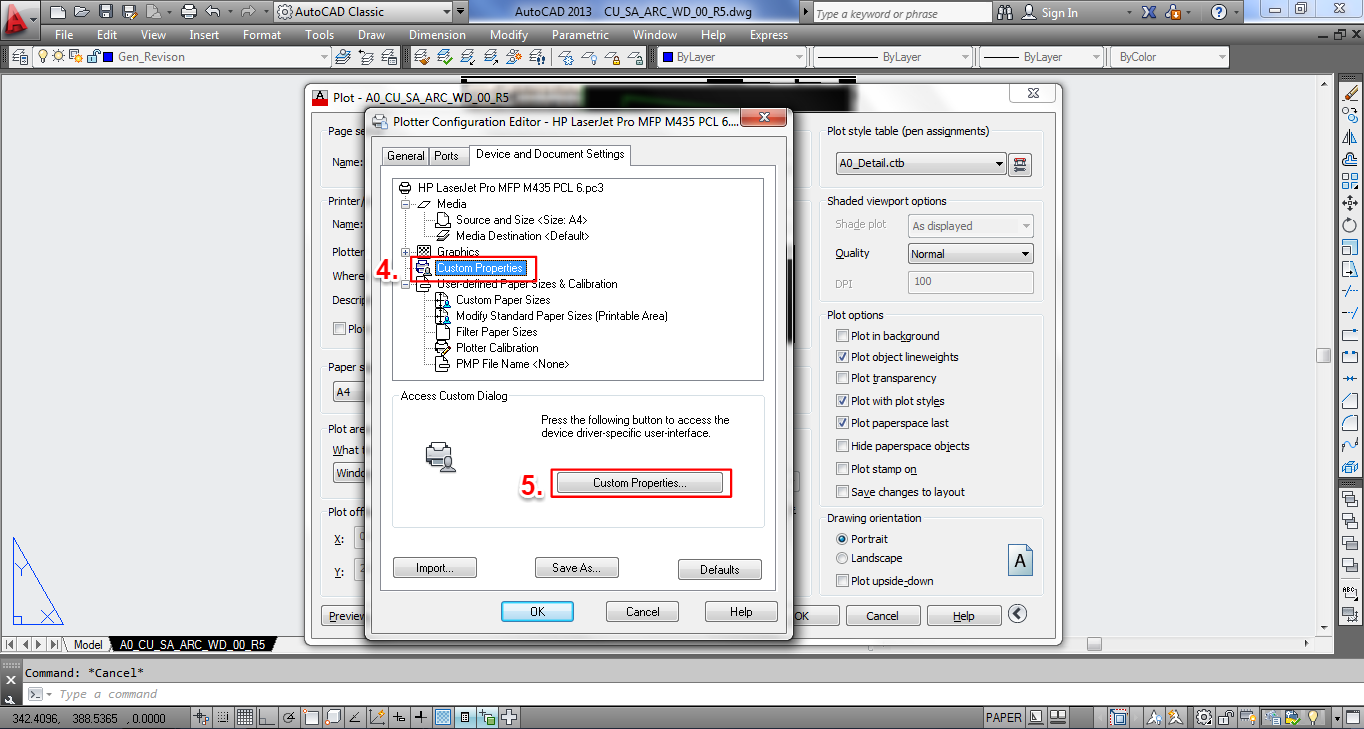 AutoCAD Classic
AutoCAD 2013 CU_SA_ARC_WD_00_R5.dwg
Type a keyword or phrase
Sign In
File Edit View Insert Format Tools Draw Dimension Modify Parametric Window Help Express
Gen_Revison
ByLayer
ByLayer
ByLayer
ByColor
Plot - A0_CU_SA_ARC_WD_00_R5
Page se
Name:
Printer/
Name:
Plotter
Where
Descrip
Plo
Paper s
A4
Plot are
What t
Windo
Plot off
X:
Y:
Preview
Plotter Configuration Editor - HP LaserJet Pro MFP M435 PCL 6....
General Ports Device and Document Settings
HP LaserJet Pro MFP M435 PCL 6.pc3
Media
Source and Size <Size: A4>
Media Destination <Default>
Graphics
4.
Custom Properties
User-defined Paper Sizes & Calibration
Custom Paper Sizes
Modify Standard Paper Sizes (Printable Area)
Filter Paper Sizes
Plotter Calibration
PMP File Name <None>
Access Custom Dialog
Press the following button to access the
device driver-specific user-interface.
5.
Custom Properties...
Import... Save As... Defaults
OK Cancel Help
Plot style table (pen assignments)
A0_Detail.ctb
Shaded viewport options
Shade plot As displayed
Quality Normal
DPI 100
Plot options
Plot in background
Plot object lineweights
Plot transparency
Plot with plot styles
Plot paperspace last
Hide paperspace objects
Plot stamp on
Save changes to layout
Drawing orientation
Portrait
Landscape
Plot upside-down
A
OK Cancel Help
Y
X
Model A0_CU_SA_ARC_WD_00_R5
Command: *Cancel*
Type a command
342.4096, 388.5365 , 0.0000
PAPER